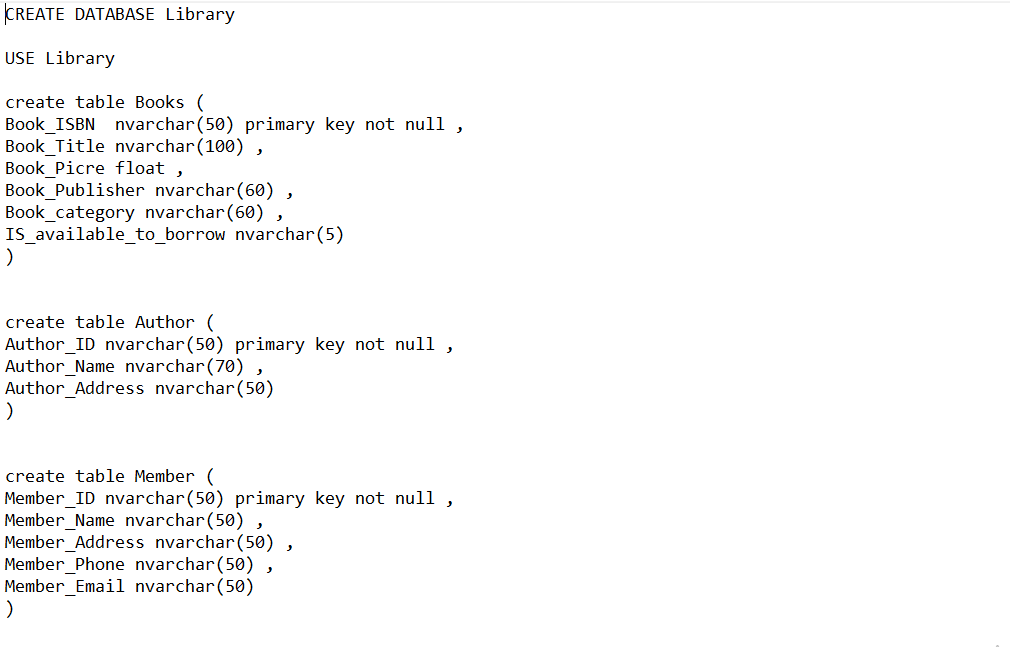 CREATE DATABASE Library
USE Library
create table Books (
Book_ISBN  nvarchar(50) primary key not null ,
Book_Title nvarchar(100) ,
Book_Picre float ,
Book_Publisher nvarchar(60) ,
Book_category nvarchar(60) ,
IS_available_to_borrow nvarchar(5)
)
create table Author (
Author_ID nvarchar(50) primary key not null ,
Author_Name nvarchar(70) ,
Author_Address nvarchar(50)
)
create table Member (
Member_ID nvarchar(50) primary key not null ,
Member_Name nvarchar(50) ,
Member_Address nvarchar(50) ,
Member_Phone nvarchar(50) ,
Member_Email nvarchar(50)
)